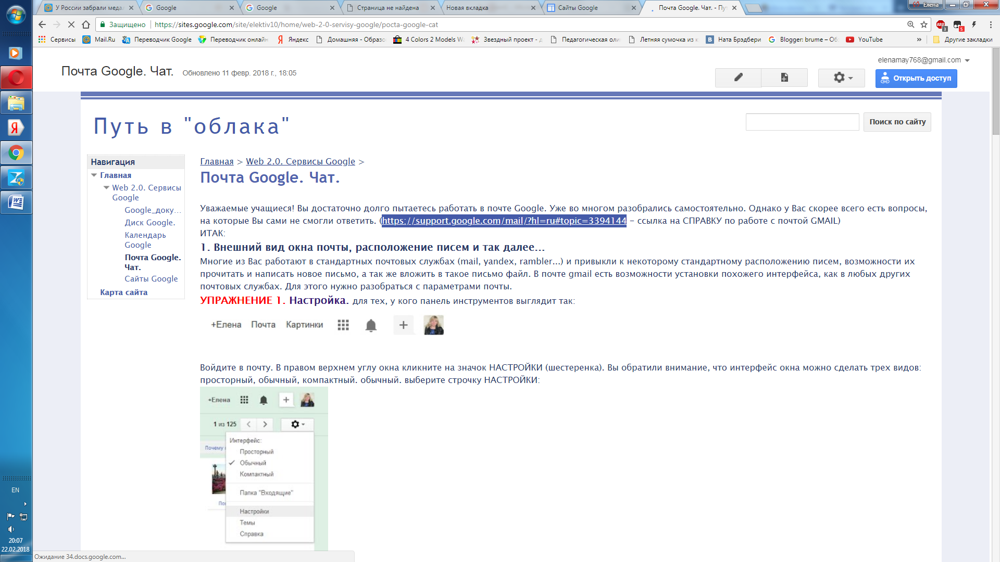 У России забрали медал
Google
Google
Страница не найдена
Новая вкладка
Сайты Google
Почта Google. Чат. - Пу
Елена
Защищено
https://sites.google.com/site/elektiv10/home/web-2-0-servisy-google/pocta-google-cat
Сервисы
Mail.Ru
Переводчик Google
Переводчик онлайн
Яндекс
Домашняя - Образо
4 Colors 2 Models W
Звездный проект - д
Педагогическая оли
Летняя сумочка из к
Ната Брэдбери
Blogger: brume – Об
YouTube
Другие закладки
elenamay768@gmail.com
Почта Google. Чат.
Обновлено 11 февр. 2018 г., 18:05
Открыть доступ
Путь в "облака"
Поиск по сайту
Навигация
Главная
Web 2.0. Сервисы
Google
Google_доку...
Диск Google.
Календарь
Google
Почта Google.
Чат.
Сайты Google
Карта сайта
Главная > Web 2.0. Сервисы Google >
Почта Google. Чат.
Уважаемые учащиеся! Вы достаточно долго пытаетесь работать в почте Google. Уже во многом разобрались самостоятельно. Однако у Вас скорее всего есть вопросы,
на которые Вы сами не смогли ответить. (https://support.google.com/mail/?hl=ru#topic=3394144 - ссылка на СПРАВКУ по работе с почтой GMAIL)
ИТАК:
1. Внешний вид окна почты, расположение писем и так далее...
Многие из Вас работают в стандартных почтовых службах (mail, yandex, rambler...) и привыкли к некоторому стандартному расположению писем, возможности их
прочитать и написать новое письмо, а так же вложить в такое письмо файл. В почте gmail есть возможности установки похожего интерфейса, как в любых других
почтовых службах. Для этого нужно разобраться с параметрами почты.
УПРАЖНЕНИЕ 1. Настройка. для тех, у кого панель инструментов выглядит так:
+Елена Почта Картинки
Войдите в почту. В правом верхнем углу окна кликните на значок НАСТРОЙКИ (шестеренка). Вы обратили внимание, что интерфейс окна можно сделать трех видов:
просторный, обычный, компактный. обычный. выберите строчку НАСТРОЙКИ:
+Елена
1 из 125
Интерфейс:
Почему
Просторный
Обычный
Компактный
Папка "Входящие"
Настройки
Темы
Справка
EN
20:07
22.02.2018
Ожидание 34.docs.google.com...